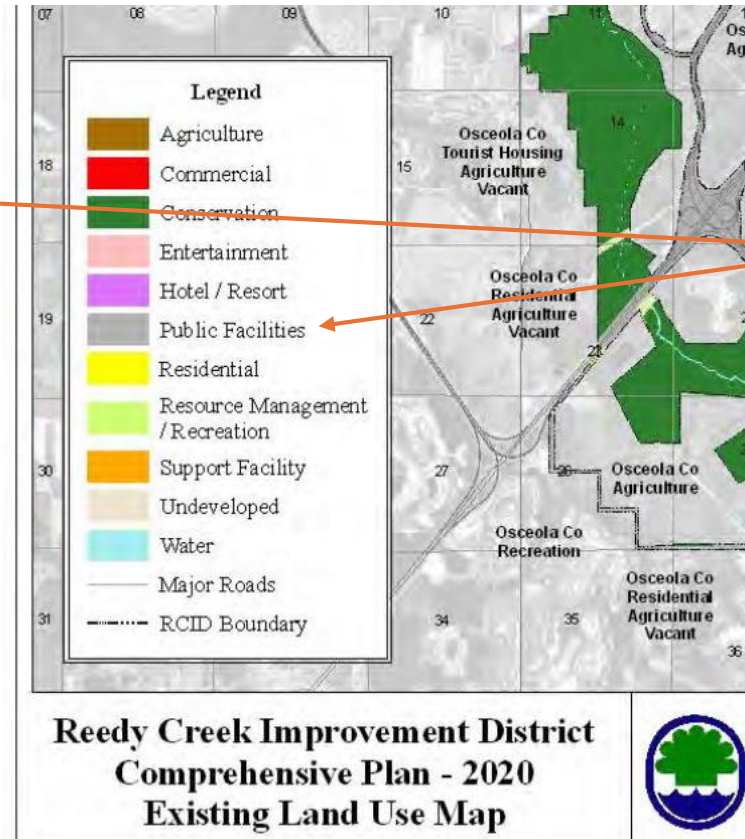 07
08
09
10
11
Os
Ag
Legend
Agriculture
Commercial
Conservation
Entertainment
Hotel / Resort
Public Facilities
Residential
Resource Management
/ Recreation
Support Facility
Undeveloped
Water
Major Roads
RCID Boundary
18
15
14
Osceola Co
Tourist Housing
Agriculture
Vacant
19
22
Osceola Co
Residential
Agriculture
Vacant
30
27
26
Osceola Co
Agriculture
Osceola Co
Recreation
31
34
35
36
Osceola Co
Residential
Agriculture
Vacant
Reedy Creek Improvement District
Comprehensive Plan - 2020
Existing Land Use Map